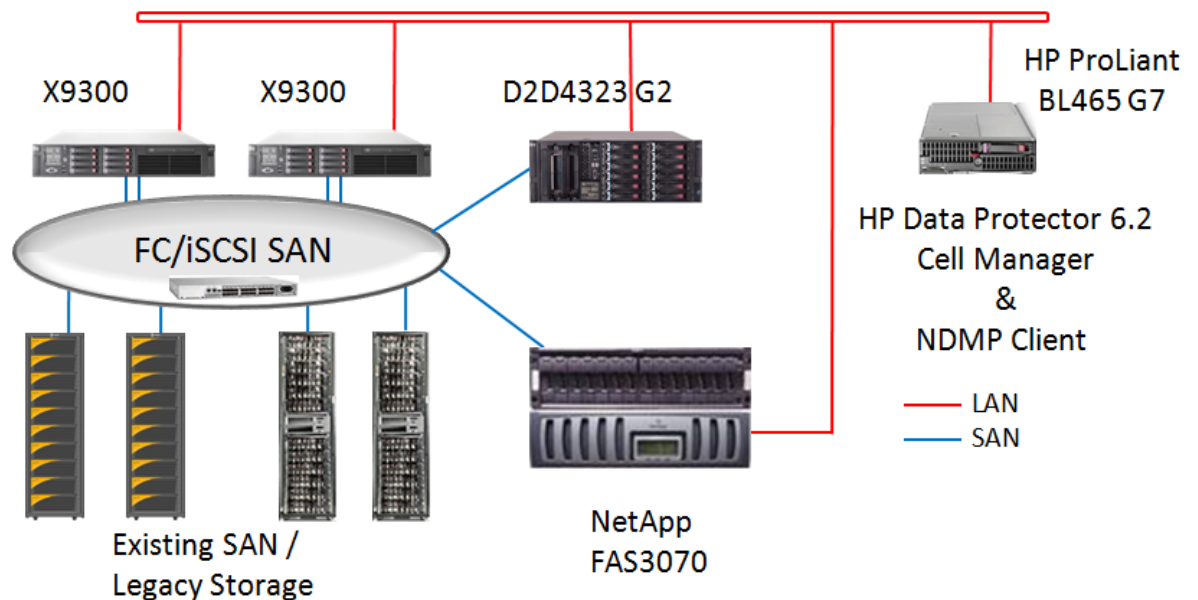 X9300
X9300
D2D4323 G2
HP ProLiant
BL465 G7
FC/iSCSI SAN
HP Data Protector 6.2
Cell Manager
&
NDMP Client
LAN
SAN
NetApp
FAS3070
Existing SAN /
Legacy Storage